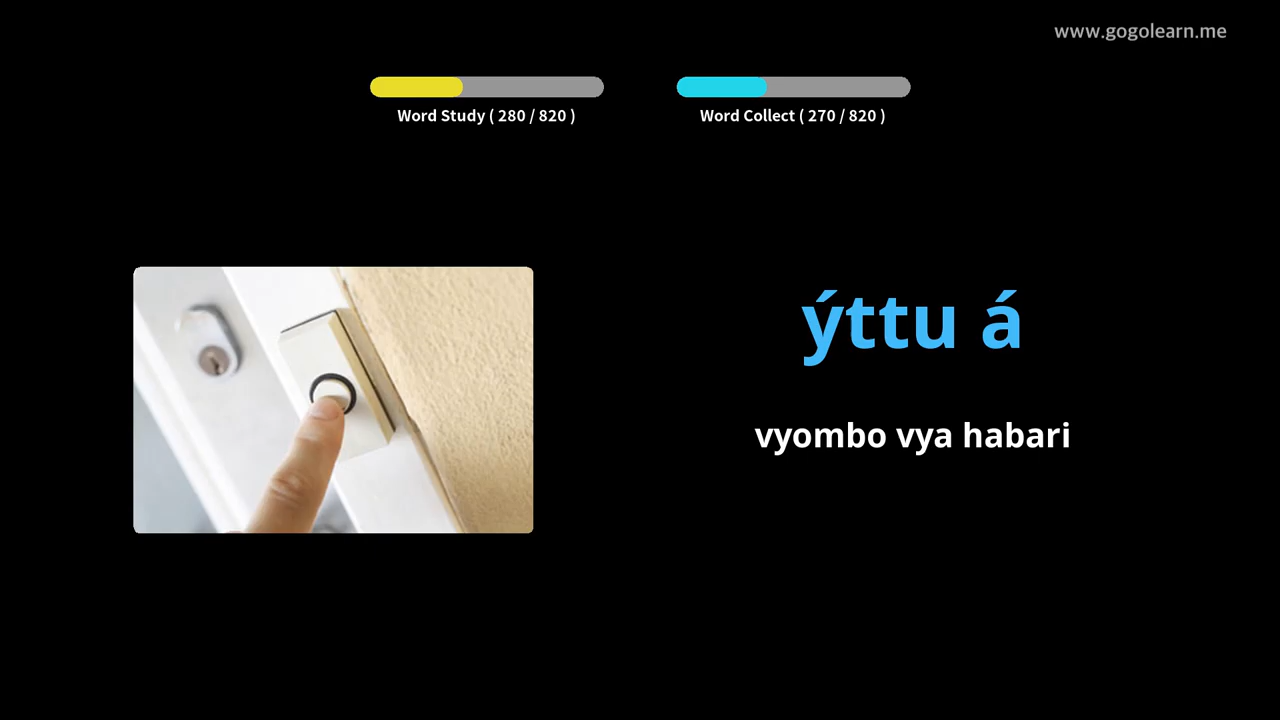 www.gogolearn.me
Word Study ( 280 / 820 )
Word Collect ( 270 / 820 )
ýttu á
vyombo vya habari